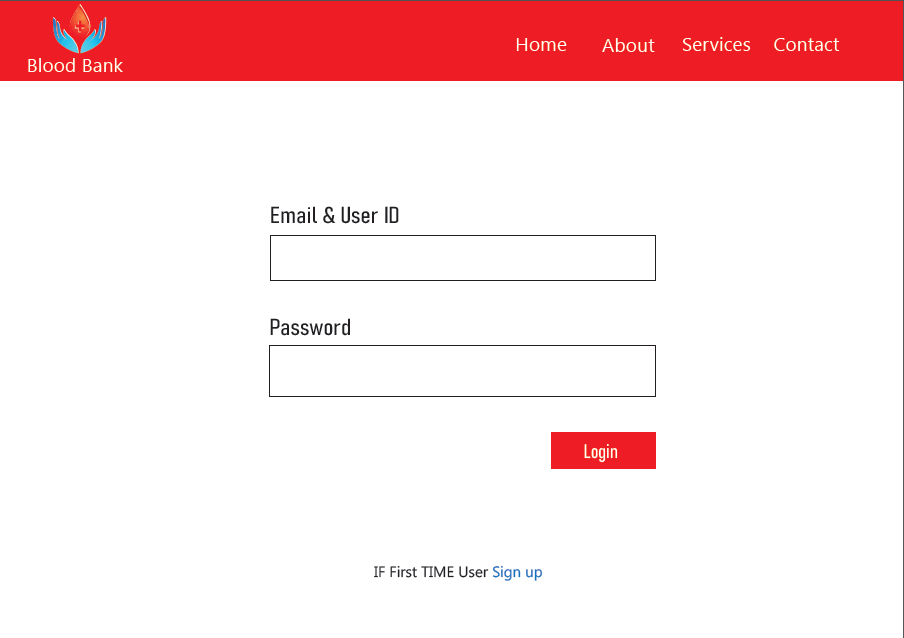 Blood Bank
Home About Services Contact
Email & User ID
Password
Login
IF First TIME User Sign up